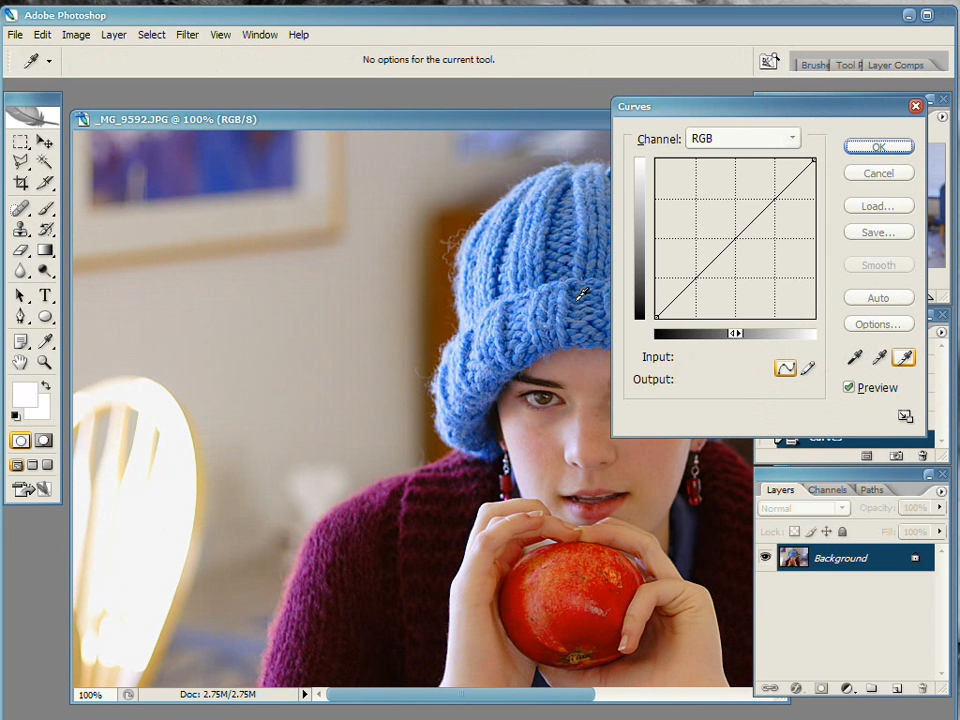 Adobe Photoshop
File Edit Image Layer Select Filter View Window Help
No options for the current tool.
Brushe Tool P Layer Comps
_MG_9592.JPG @ 100% (RGB/8)
Curves
Channel: RGB
OK
Cancel
Load...
Save...
Smooth
Auto
Options...
Input:
Output:
Preview
T
Curves
Layers Channels Paths
Normal Opacity: 100%
Lock: Fill: 100%
Background
100% Doc: 2.75M/2.75M